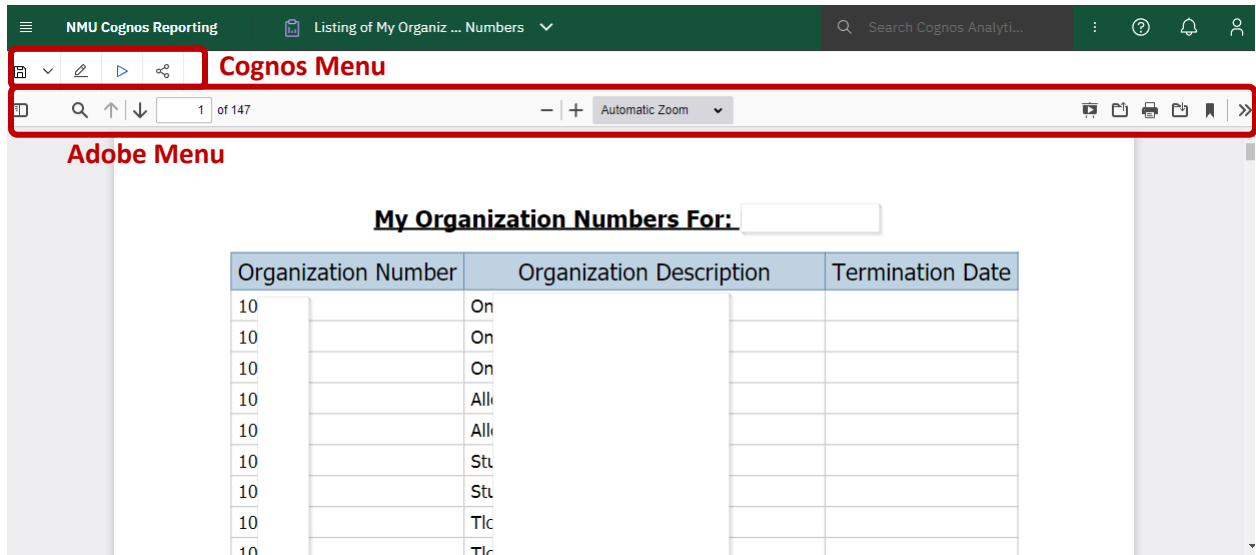 NMU Cognos Reporting Listing of My Organiz ... Numbers Search Cognos Analyti...
Cognos Menu
1 of 147 Automatic Zoom
Adobe Menu
My Organization Numbers For:
Organization Number Organization Description Termination Date
10 On
10 On
10 On
10 All
10 All
10 Stu
10 Stu
10 Tlc
10 Tlc